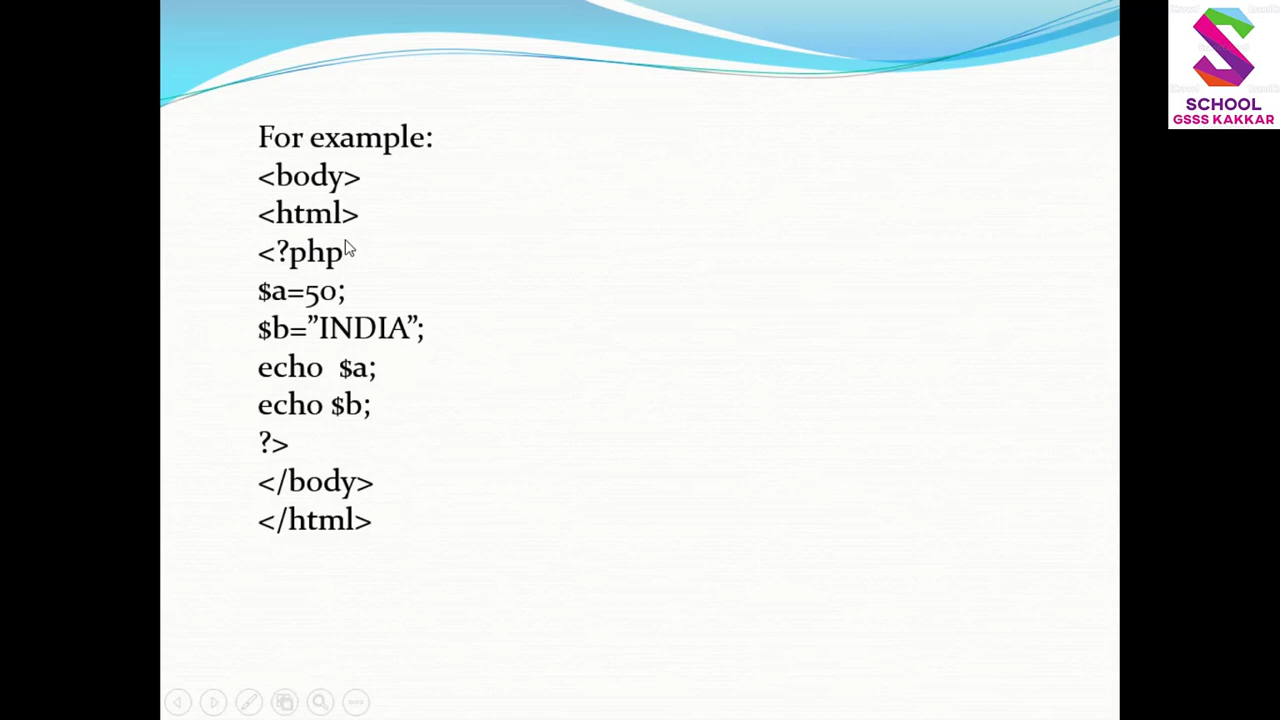 For example:
<body>
<html>
<?php
$a=50;
$b=”INDIA”;
echo  $a;
echo $b;
?>
</body>
</html>
SCHOOL
GSSS KAKKAR